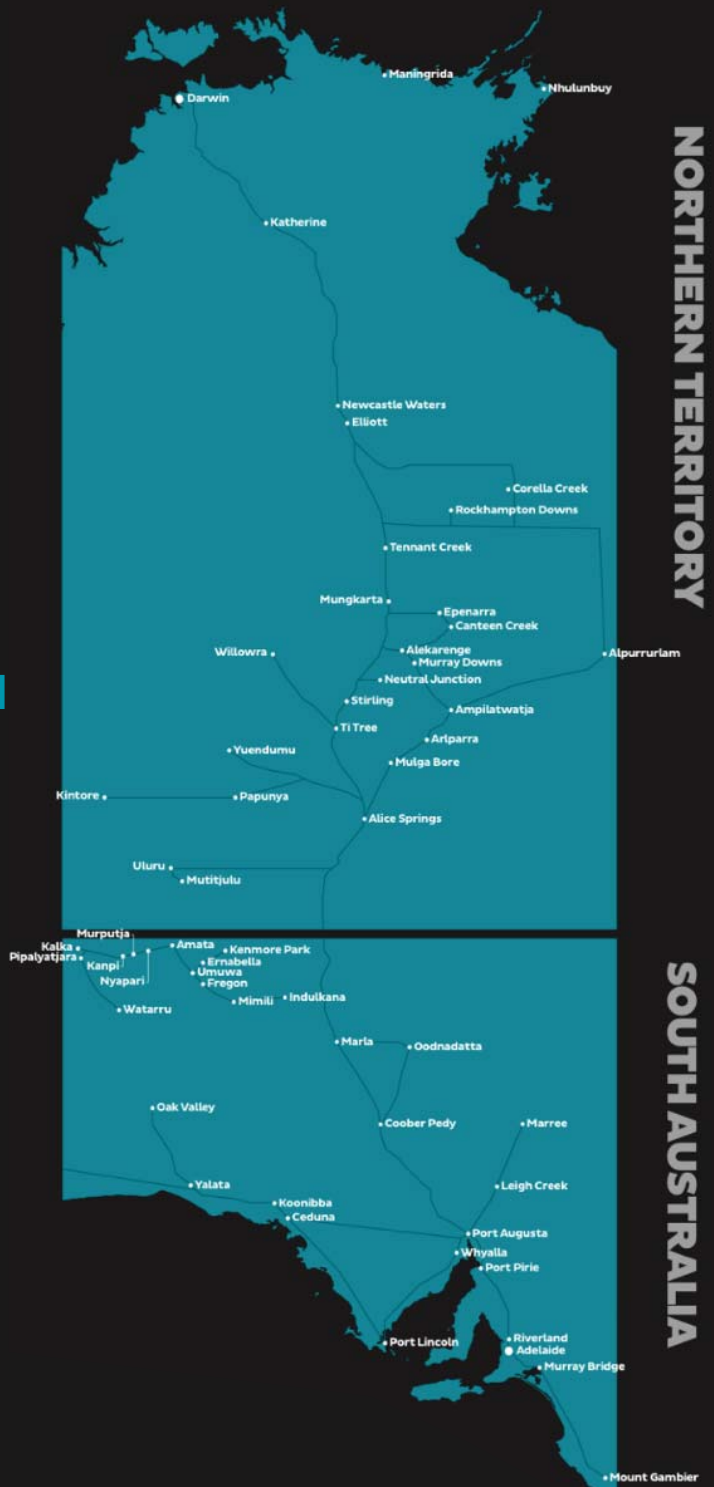 Maningrida
Nhulunbuy
Darwin
NORTHERN TERRITORY
Katherine
Newcastle Waters
Elliott
Corella Creek
Rockhampton Downs
Tennant Creek
Mungkarta
Epenarra
Canteen Creek
Alekarenge
Willowra
Alpurrurlam
Murray Downs
Neutral Junction
Stirling
Ampilatwatja
Ti Tree
Arlparra
Yuendumu
Mulga Bore
Kintore
Papunya
Alice Springs
Uluru
Mutitjulu
Murputja
Kalka
Amata
Kenmore Park
Pipalyatjara
Kanpi
Ernabella
Umuwa
Nyapari
Fregon
Mimili
Indulkana
Watarru
SOUTH AUSTRALIA
Marla
Oodnadatta
Oak Valley
Coober Pedy
Marree
Yalata
Leigh Creek
Koonibba
Ceduna
Port Augusta
Whyalla
Port Pirie
Riverland
Port Lincoln
Adelaide
Murray Bridge
Mount Gambier